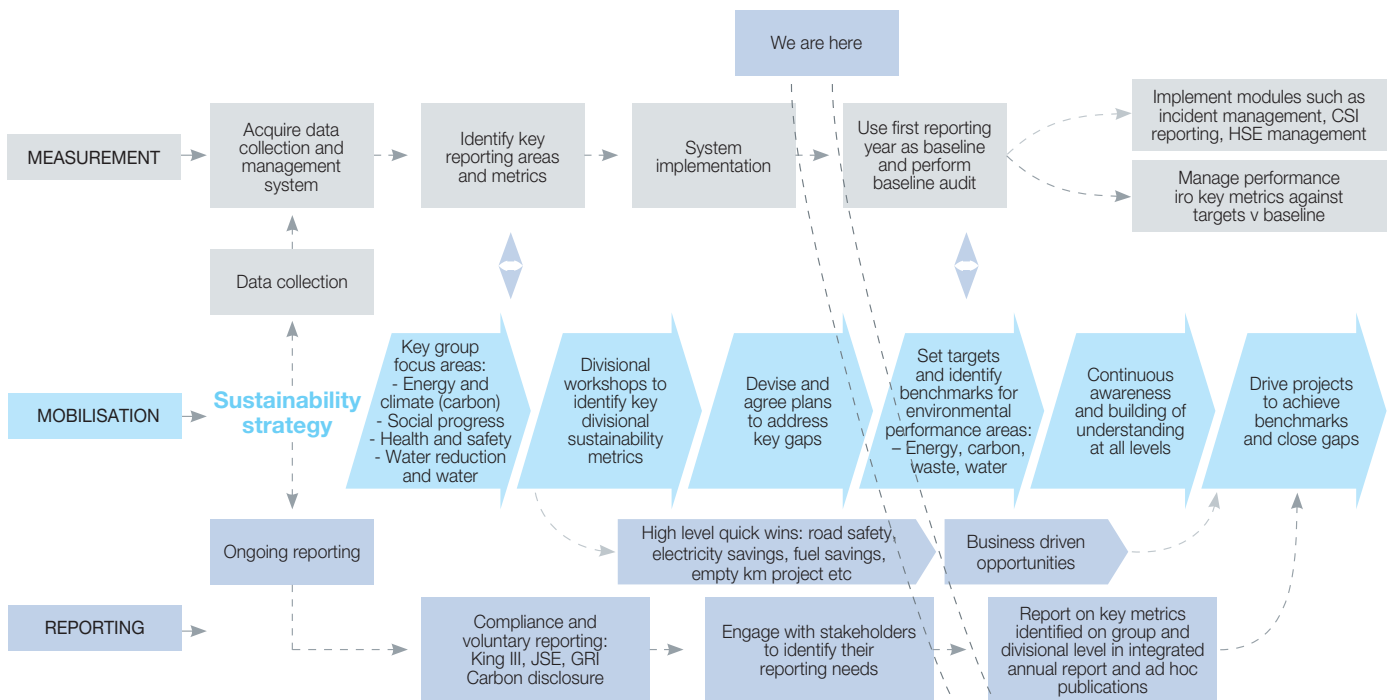 We are here
MEASUREMENT
Acquire data
collection and
management
system
Identify key
reporting areas
and metrics
System
implementation
Use first reporting
year as baseline
and perform
baseline audit
Implement modules such as
incident management, CSI
reporting, HSE management
Manage performance
iro key metrics against
targets v baseline
Data collection
MOBILISATION
Sustainability
strategy
Key group
focus areas:
- Energy and
climate (carbon)
- Social progress
- Health and safety
- Water reduction
and water
Divisional
workshops to
identify key
divisional
sustainability
metrics
Devise and
agree plans
to address
key gaps
Set targets
and identify
benchmarks for
environmental
performance areas:
– Energy, carbon,
waste, water
Continuous
awareness
and building of
understanding
at all levels
Drive projects
to achieve
benchmarks
and close gaps
Ongoing reporting
High level quick wins: road safety,
electricity savings, fuel savings,
empty km project etc
Business driven
opportunities
REPORTING
Compliance and
voluntary reporting:
King III, JSE, GRI
Carbon disclosure
Engage with stakeholders
to identify their
reporting needs
Report on key metrics
identified on group and
divisional level in integrated
annual report and ad hoc
publications